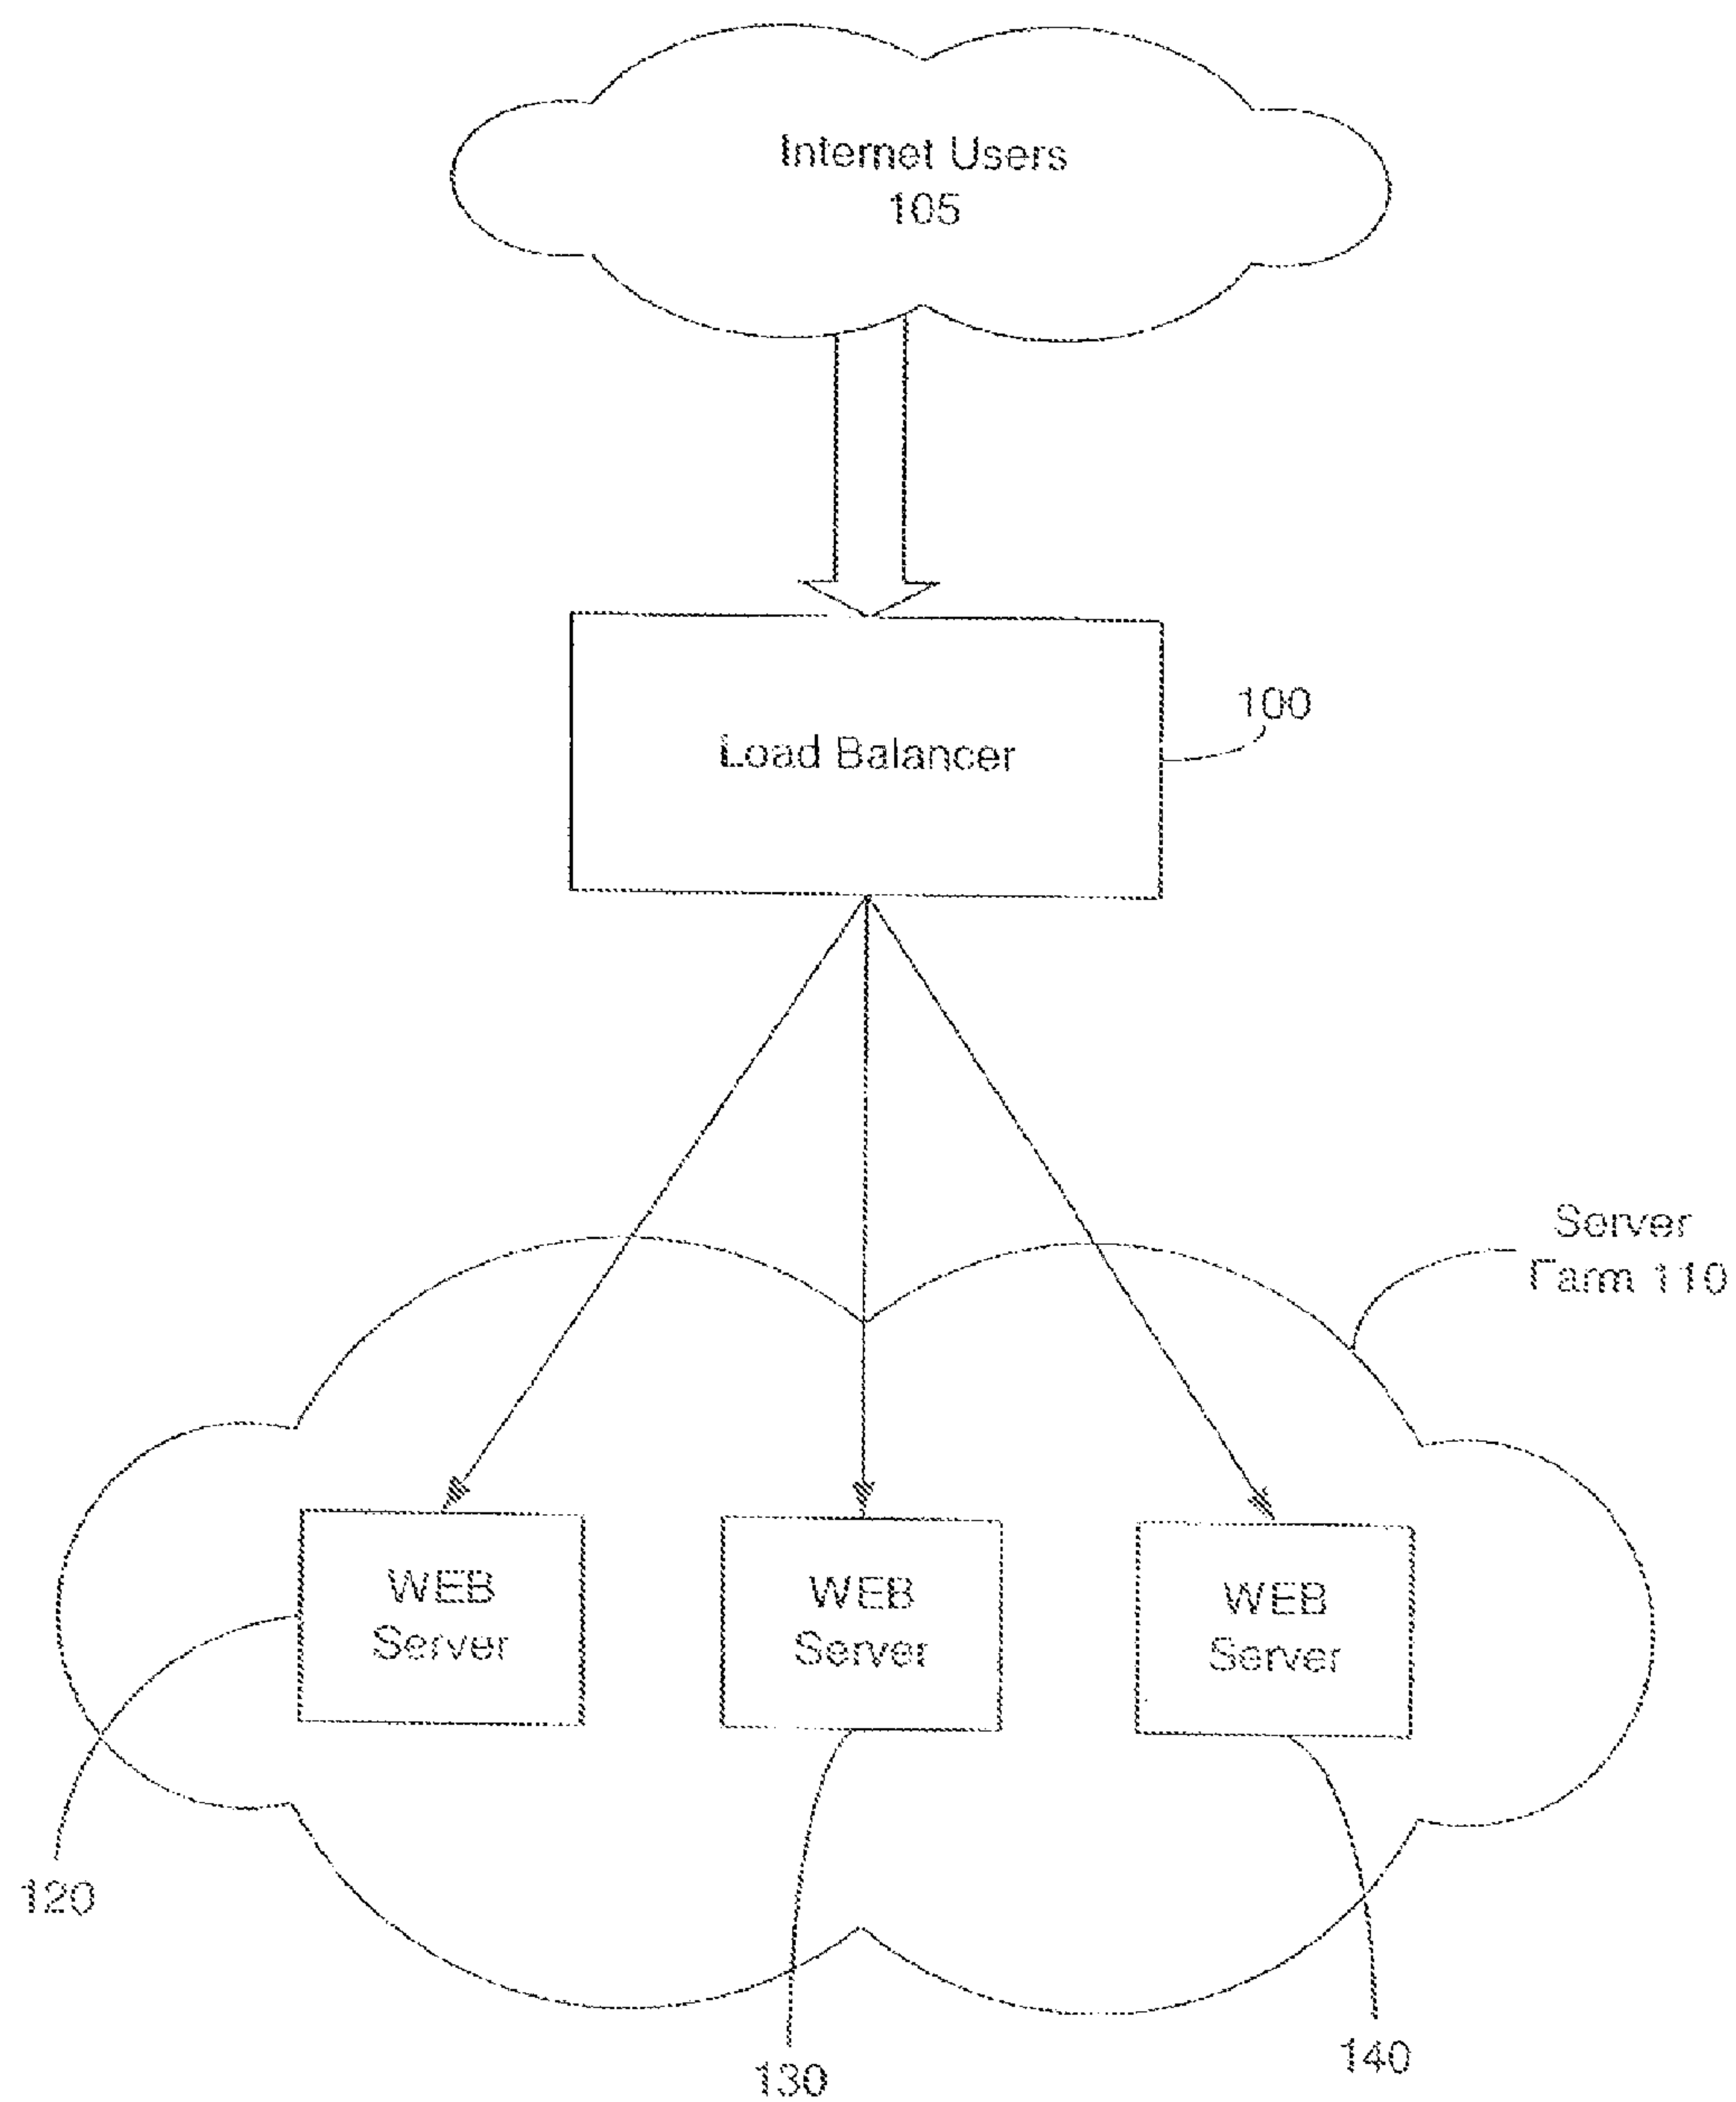 Internet Users
105
100
Load Balancer
Server
Farm 110
WEB
Server
WEB
Server
WEB
Server
120
130
140